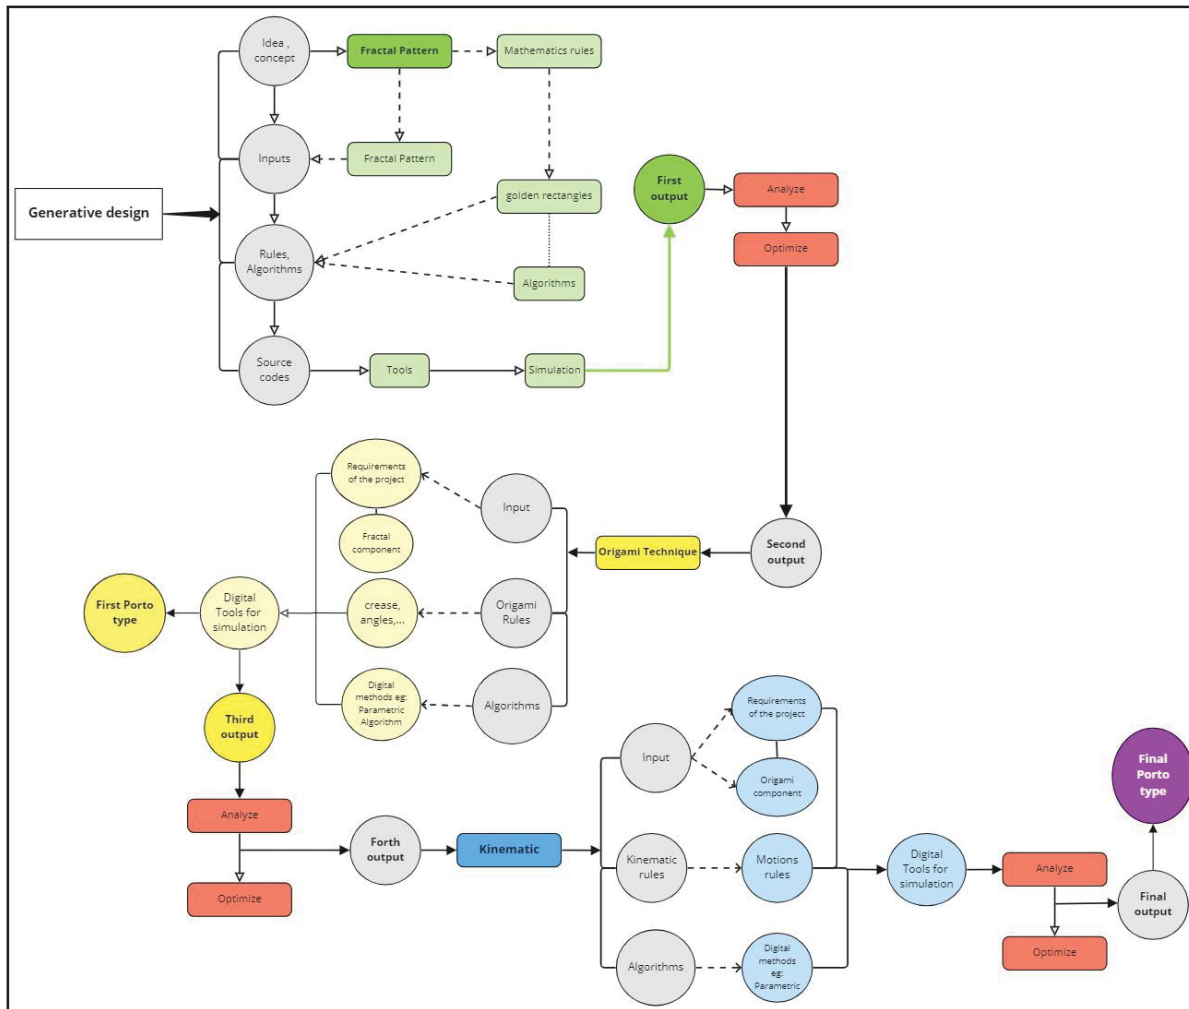 Idea ,
concept
Fractal Pattern
Mathematics rules
Inputs
Fractal Pattern
Generative design
golden rectangles
First
output
Analyze
Optimize
Rules,
Algorithms
Algorithms
Source
codes
Tools
Simulation
Requirements
of the project
Input
Fractal
component
Origami Technique
Second
output
First Porto
type
Digital
Tools for
simulation
crease,
angles,...
Origami
Rules
Digital
methods eg:
Parametric
Algorithm
Algorithms
Third
output
Requirements
of the project
Input
Origami
component
Final
Porto
type
Analyze
Forth
output
Kinematic
Kinematic
rules
Motions
rules
Digital
Tools for
simulation
Analyze
Final
output
Optimize
Algorithms
Digital
methods eg:
Parametric
Optimize